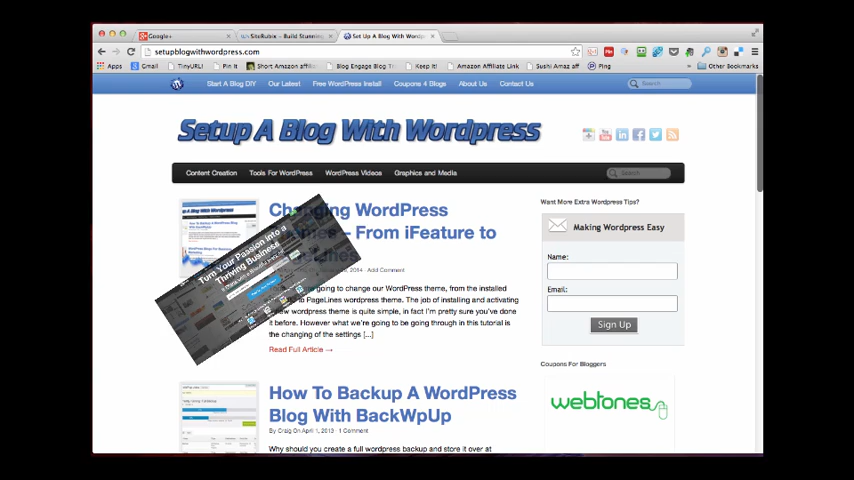 Google+
SiteRubix - Build Stunning
Set Up A Blog With Wordpre
setupblogwithwordpress.com
Apps
Gmail
TinyURL!
Pin It
Short Amazon affili
Blog Engage Blog Tr
Keep It!
Amazon Affiliate Link
Sushi Amaz aff
Ping
Other Bookmarks
Start A Blog DIY
Our Latest
Free WordPress Install
Coupons 4 Blogs
About Us
Contact Us
Search
Setup A Blog With Wordpress
Content Creation
Tools For WordPress
WordPress Videos
Graphics and Media
Search
Changing WordPress
– From iFeature to
2014 · Add Comment
going to change our WordPress theme, from the installed
to PageLines wordpress theme. The job of installing and activating
new wordpress theme is quite simple, in fact I'm pretty sure you've done
it before. However what we're going to be going through in this tutorial is
the changing of the settings [...]
Read Full Article →
Turn Your Passion into a
Thriving Business
How To Backup A WordPress
Blog With BackWpUp
By Craig On April 1, 2013 · 1 Comment
Why should you create a full wordpress backup and store it over at
Want More Extra Wordpress Tips?
Making Wordpress Easy
Name:
Email:
Sign Up
Coupons For Bloggers
webtones